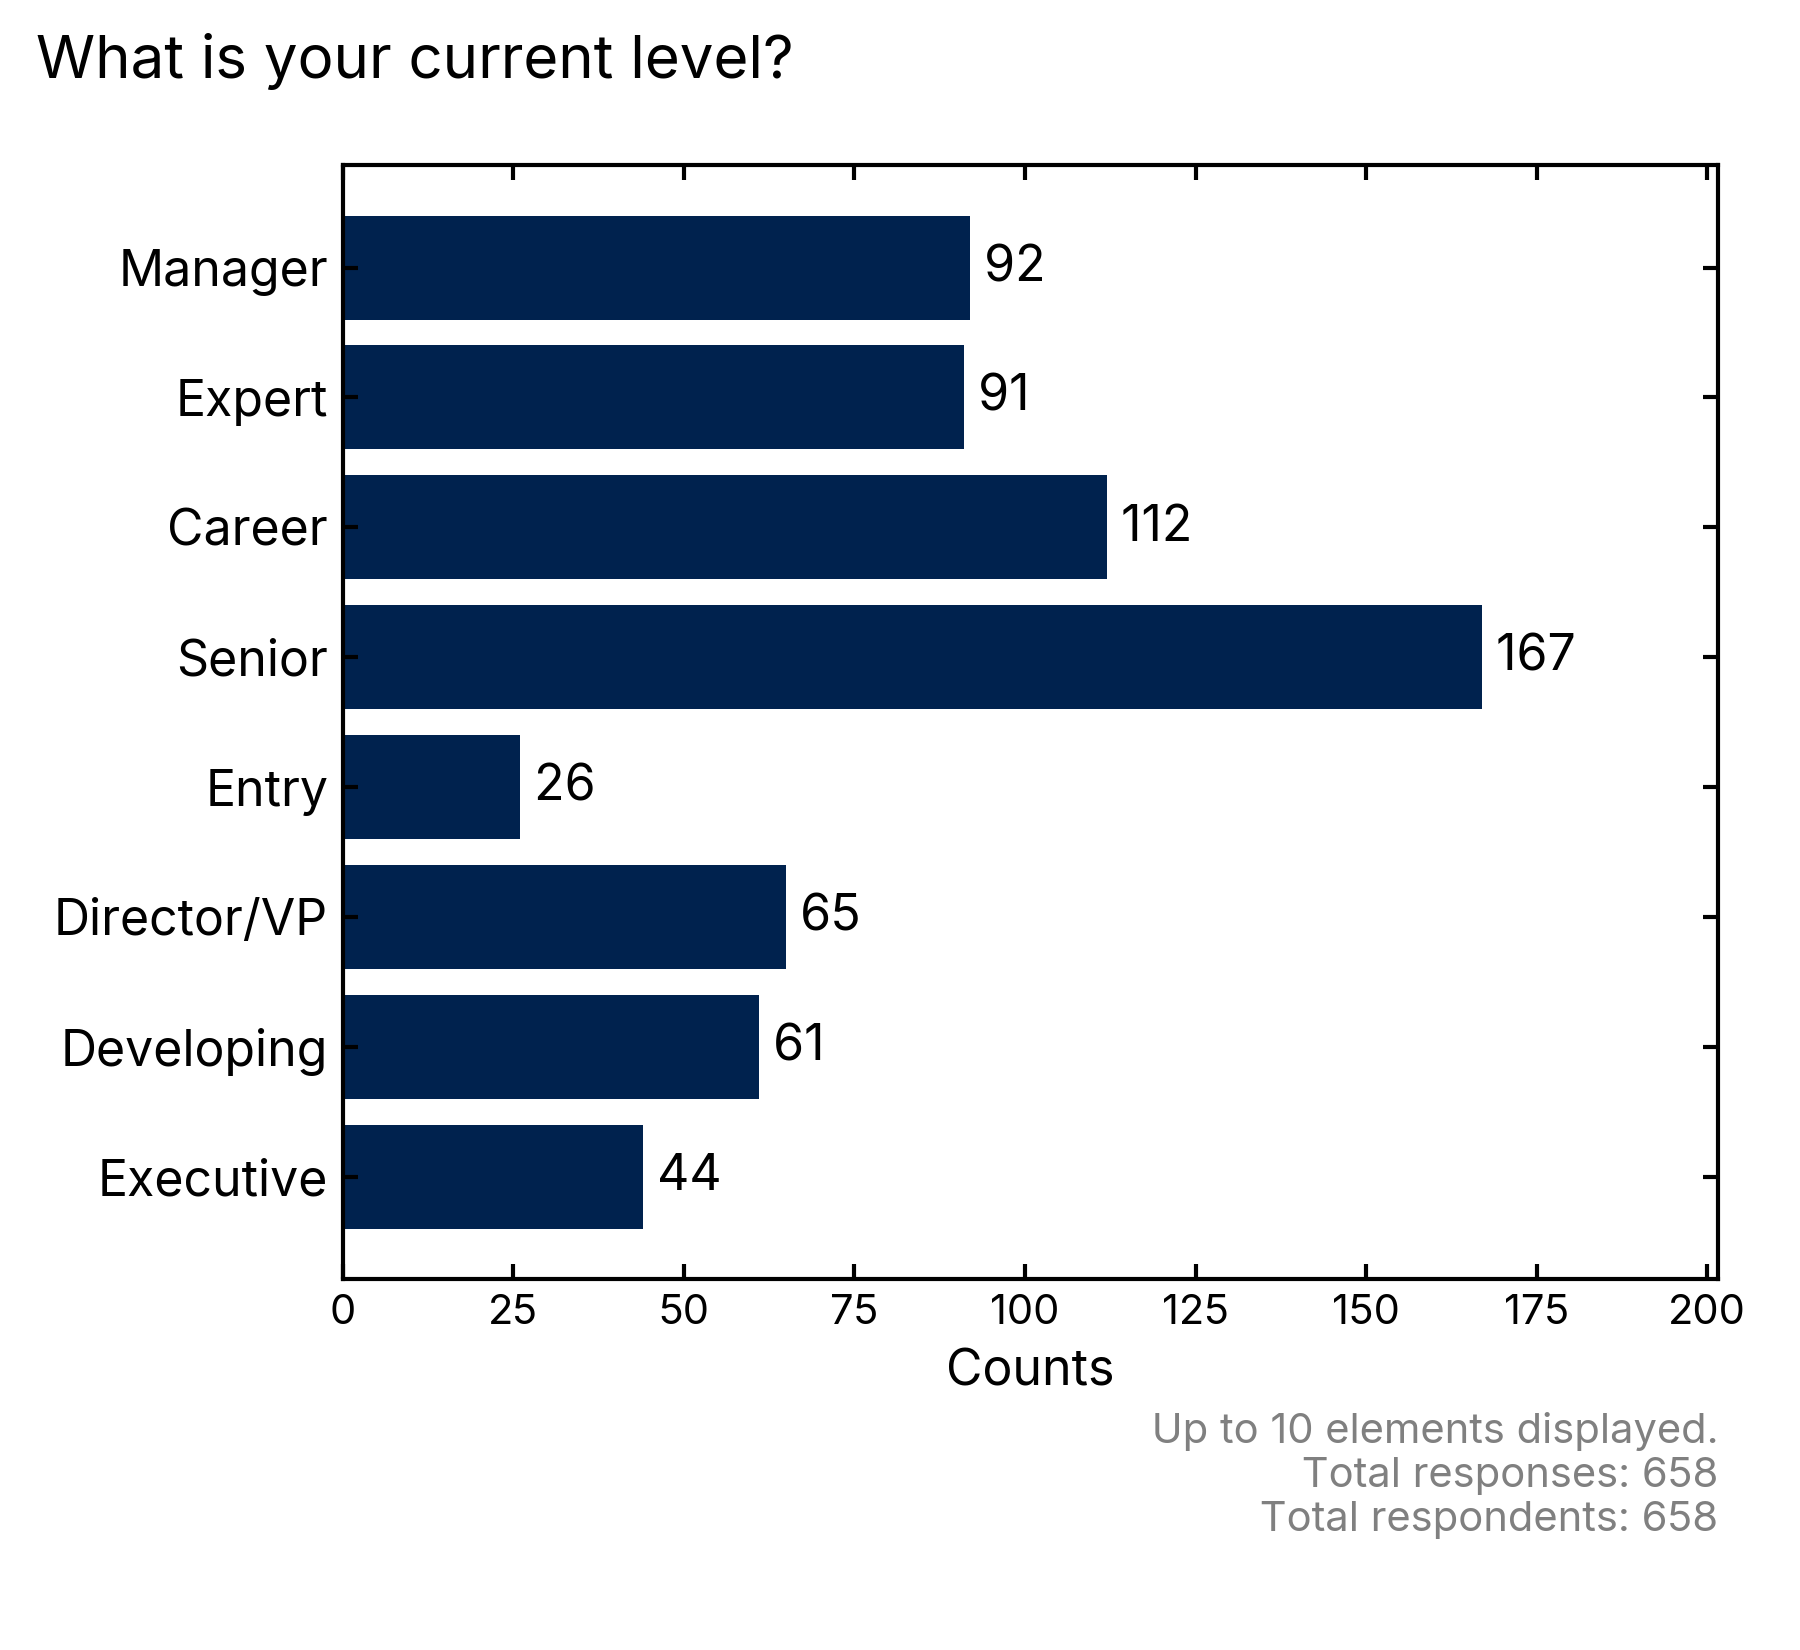 What is your current level?
Manager 92
Expert 91
Career 112
Senior 167
Entry 26
Director/VP 65
Developing 61
Executive 44
0 25 50 75 100 125 150 175 200
Counts
Up to 10 elements displayed.
Total responses: 658
Total respondents: 658